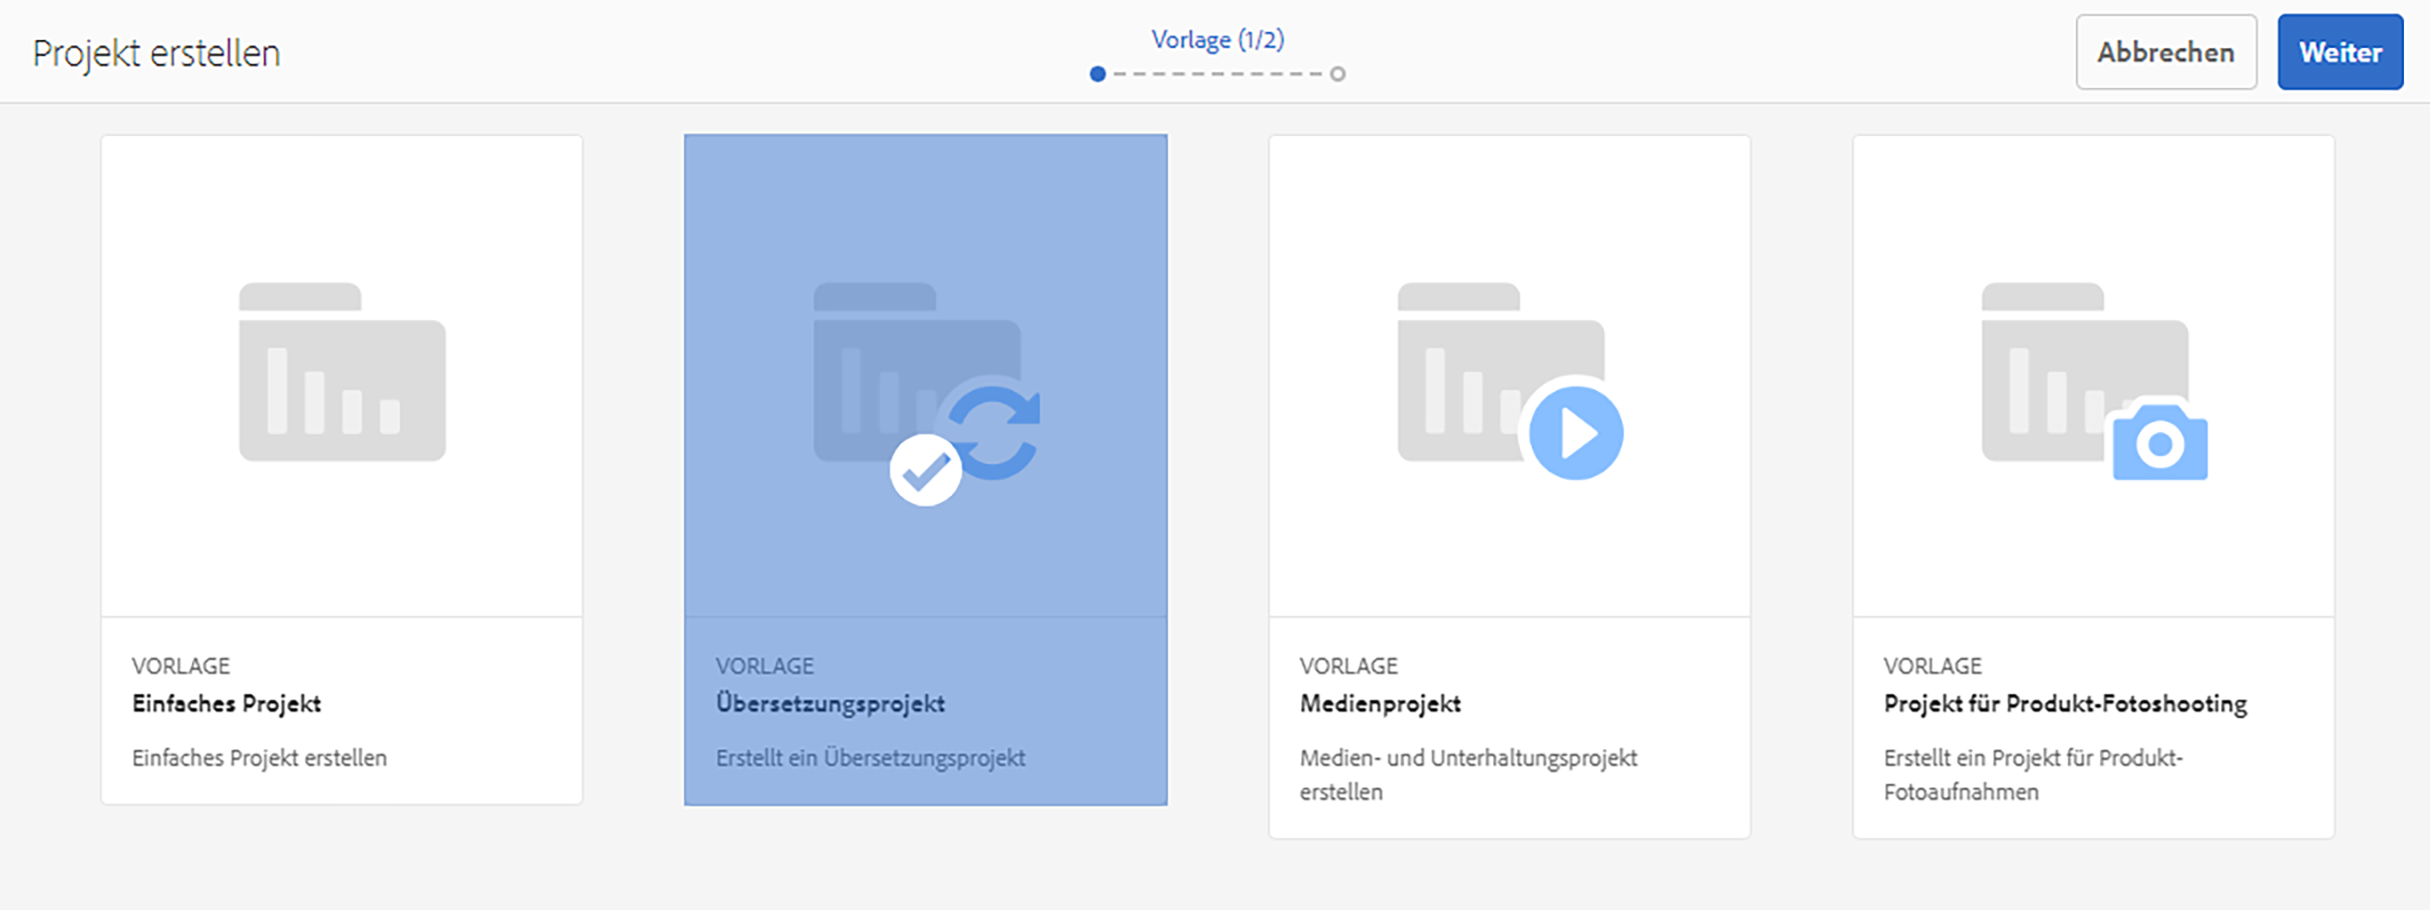 Projekt erstellen
Vorlage (1/2)
Abbrechen
Weiter
VORLAGE
Einfaches Projekt
Einfaches Projekt erstellen
VORLAGE
Übersetzungsprojekt
Erstellt ein Übersetzungsprojekt
VORLAGE
Medienprojekt
Medien- und Unterhaltungsprojekt
erstellen
VORLAGE
Projekt für Produkt-Fotoshooting
Erstellt ein Projekt für Produkt-
Fotoaufnahmen